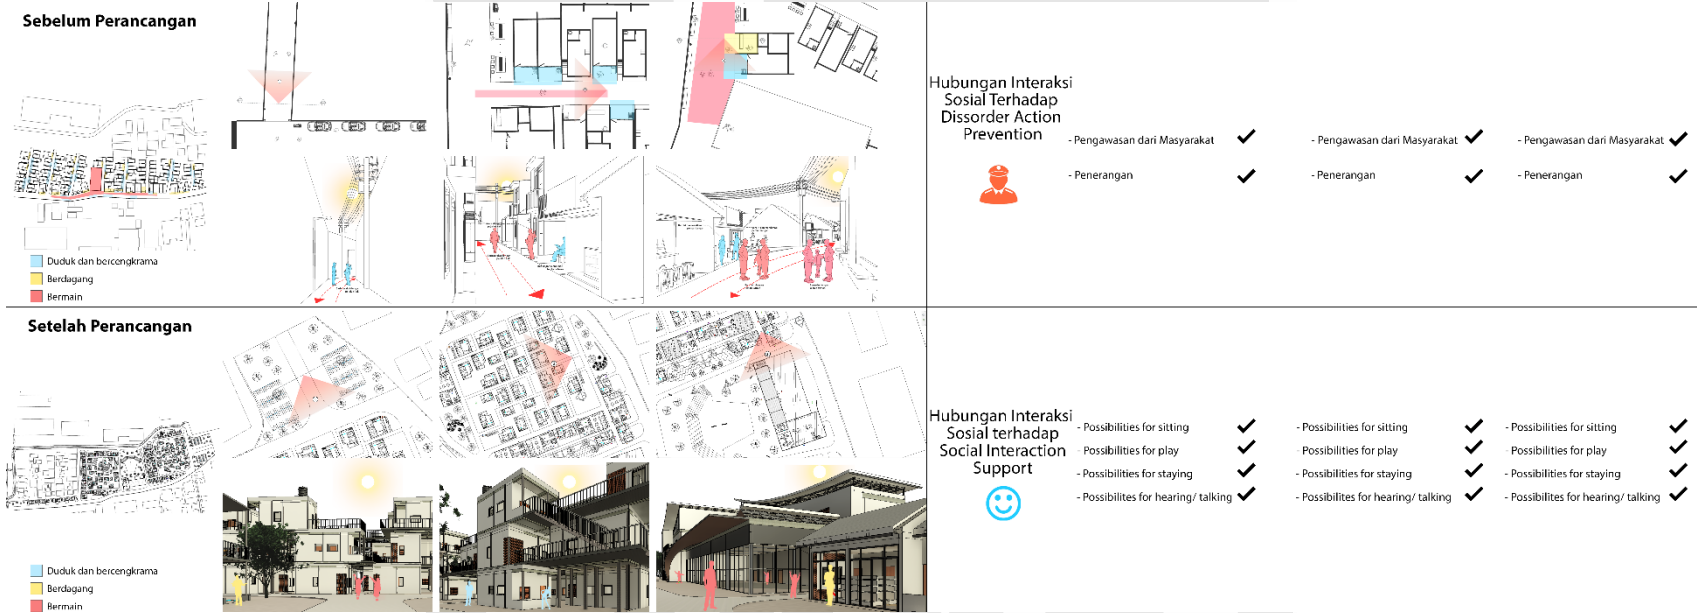 Sebelum Perancangan
Duduk dan bercengkrama
Berdagang
Bermain
Hubungan Interaksi
Sosial Terhadap
Dissorder Action
Prevention
- Pengawasan dari Masyarakat
- Penerangan
- Pengawasan dari Masyarakat
- Penerangan
- Pengawasan dari Masyarakat
- Penerangan
Setelah Perancangan
Duduk dan bercengkrama
Berdagang
Bermain
Hubungan Interaksi
Sosial terhadap
Social Interaction
Support
- Possibilities for sitting
- Possibilities for play
- Possibilities for staying
- Possibilites for hearing/ talking
- Possibilities for sitting
- Possibilities for play
- Possibilities for staying
- Possibilites for hearing/ talking
- Possibilities for sitting
- Possibilities for play
- Possibilities for staying
- Possibilites for hearing/ talking